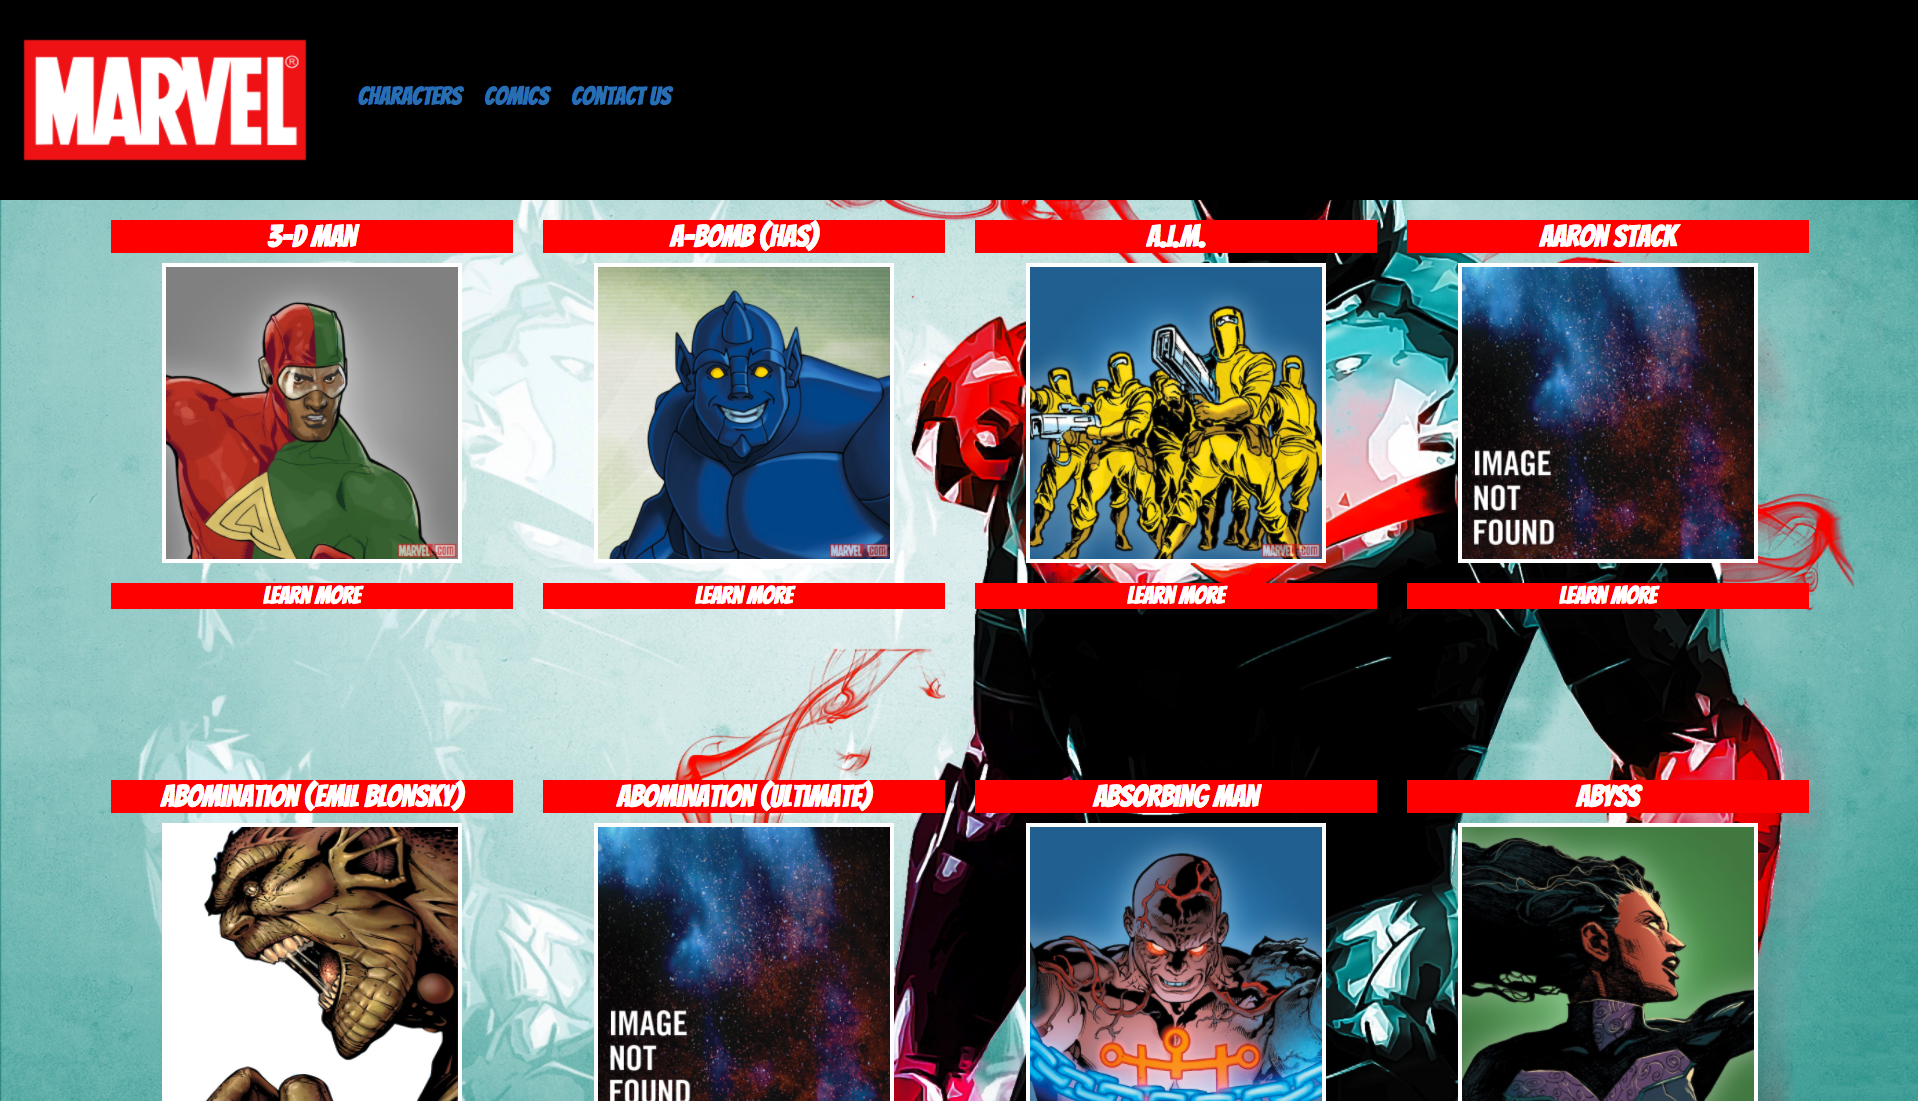 MARVEL®
CHARACTERS COMICS CONTACT US
3-D MAN
A-BOMB (HAS)
A.I.M.
AARON STACK
MARVEL.com
MARVEL.com
MARVEL.com
IMAGE
NOT
FOUND
LEARN MORE
LEARN MORE
LEARN MORE
LEARN MORE
ABOMINATION (EMIL BLONSKY)
ABOMINATION (ULTIMATE)
ABSORBING MAN
ABYSS
IMAGE
NOT
FOUND